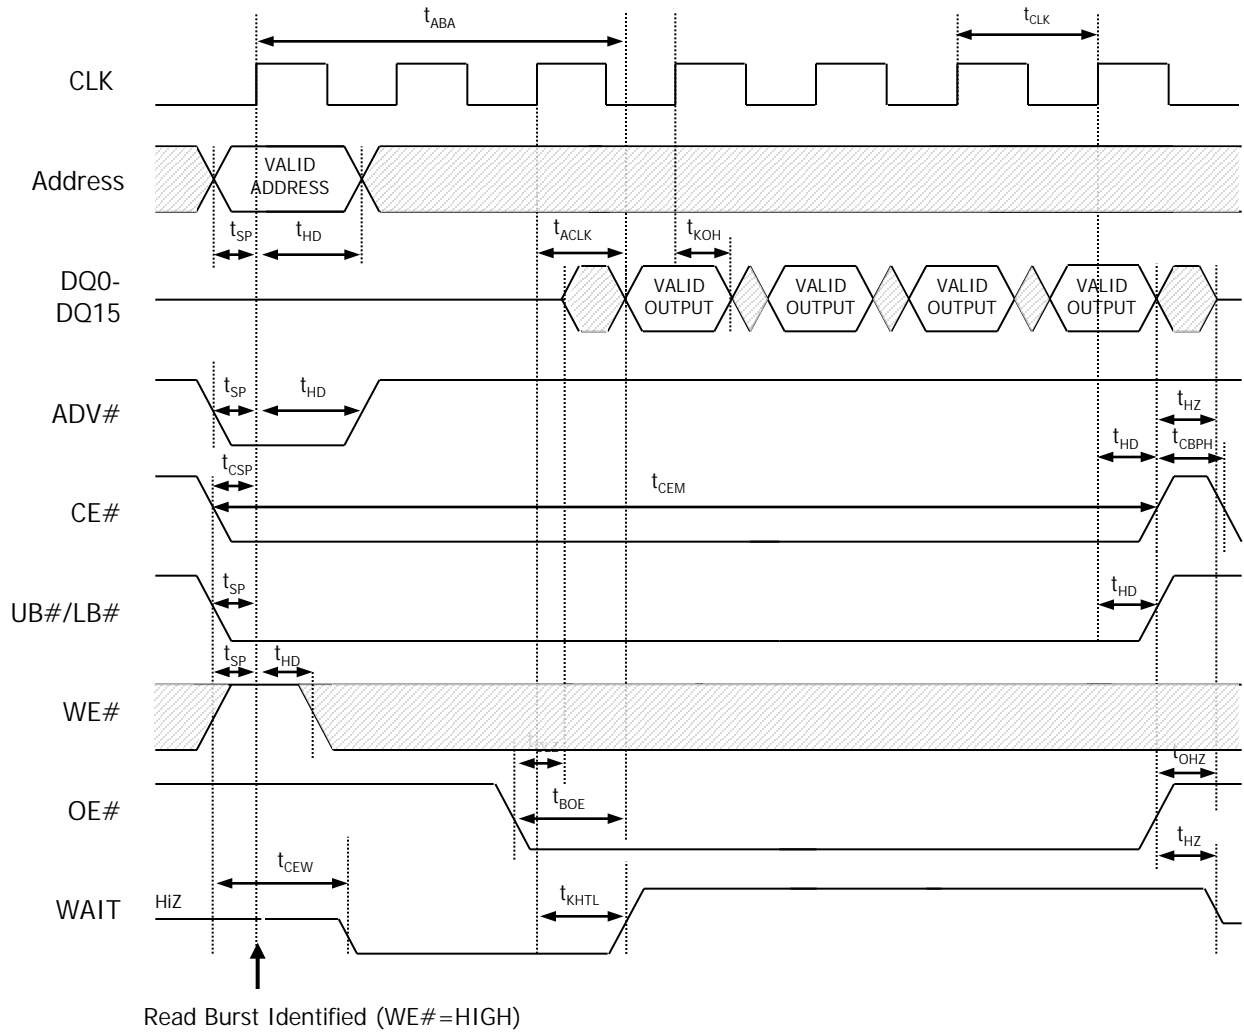 tABA
tCLK
CLK
VALID
ADDRESS
Address
tSP
tHD
tACLK
tKOH
DQ0-
DQ15
VALID
OUTPUT
VALID
OUTPUT
VALID
OUTPUT
VALID
OUTPUT
tSP
tHD
ADV#
tHZ
tHD
tCBPH
tCSP
tCEM
CE#
tSP
tHD
UB#/LB#
tSP
tHD
WE#
tOHZ
OE#
tBOE
tHZ
tCEW
HiZ
tKHTL
WAIT
Read Burst Identified (WE#=HIGH)